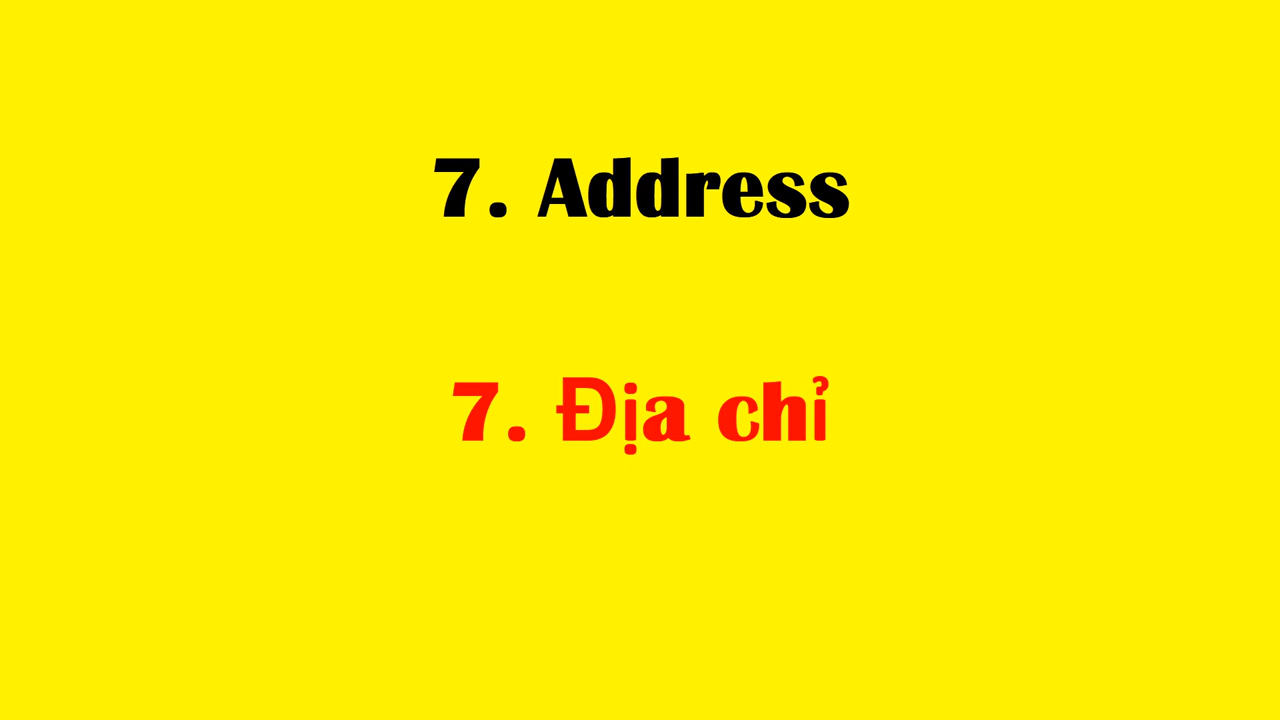 7. Address
7. Địa chỉ